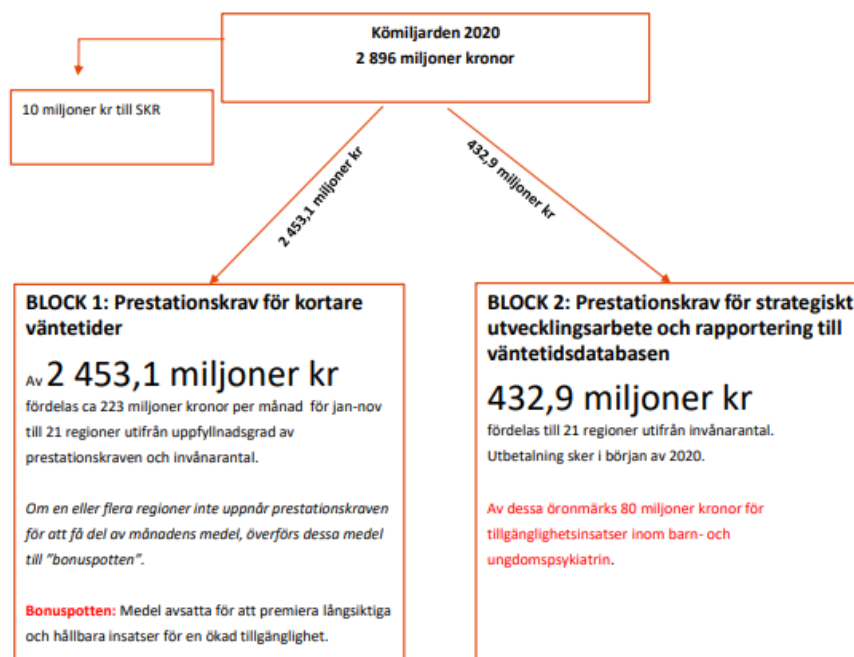 Kömiljarden 2020
2 896 miljoner kronor
10 miljoner kr till SKR
2 453,1 miljoner kr
432,9 miljoner kr
BLOCK 1: Prestationskrav för kortare
väntetider
Av 2 453,1 miljoner kr
fördelas ca 223 miljoner kronor per månad för jan-nov
till 21 regioner utifrån uppfyllnadsgrad av
prestationskraven och invånarantal.
Om en eller flera regioner inte uppnår prestationskraven
för att få del av månadens medel, överförs dessa medel
till ”bonuspotten”.
Bonuspotten: Medel avsatta för att premiera långsiktiga
och hållbara insatser för en ökad tillgänglighet.
BLOCK 2: Prestationskrav för strategiskt
utvecklingsarbete och rapportering till
väntetidsdatabasen
432,9 miljoner kr
fördelas till 21 regioner utifrån invånarantal.
Utbetalning sker i början av 2020.
Av dessa öronmärks 80 miljoner kronor för
tillgänglighetsinsatser inom barn- och
ungdomspsykiatrin.